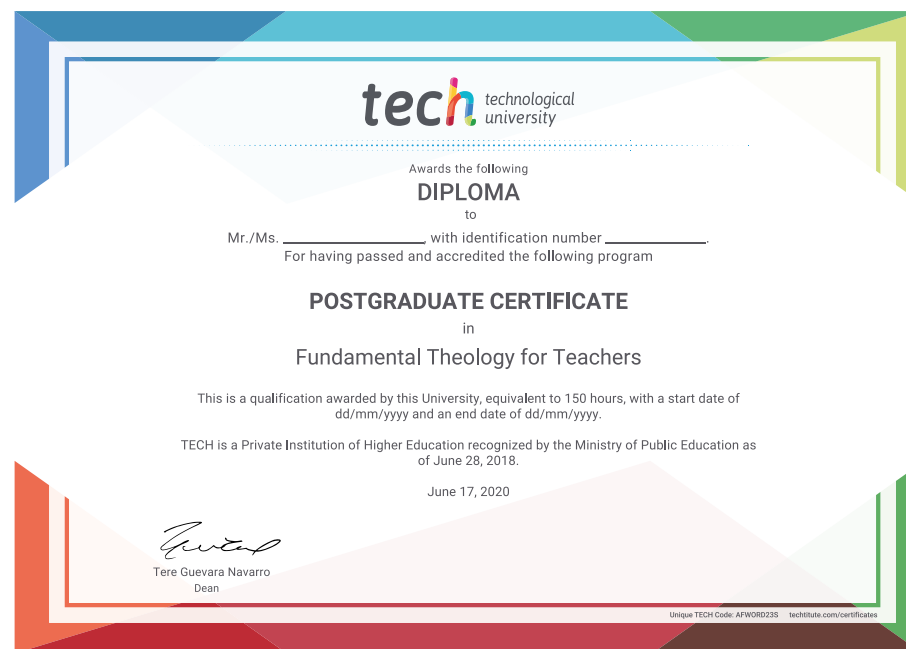 tech technological
university
Awards the following
DIPLOMA
to
Mr./Ms. ____________________, with identification number ______________.
For having passed and accredited the following program
POSTGRADUATE CERTIFICATE
in
Fundamental Theology for Teachers
This is a qualification awarded by this University, equivalent to 150 hours, with a start date of
dd/mm/yyyy and an end date of dd/mm/yyyy.
TECH is a Private Institution of Higher Education recognized by the Ministry of Public Education as
of June 28, 2018.
June 17, 2020
Tere Guevara Navarro
Dean
Unique TECH Code: AFWORD23S techtitute.com/certificates